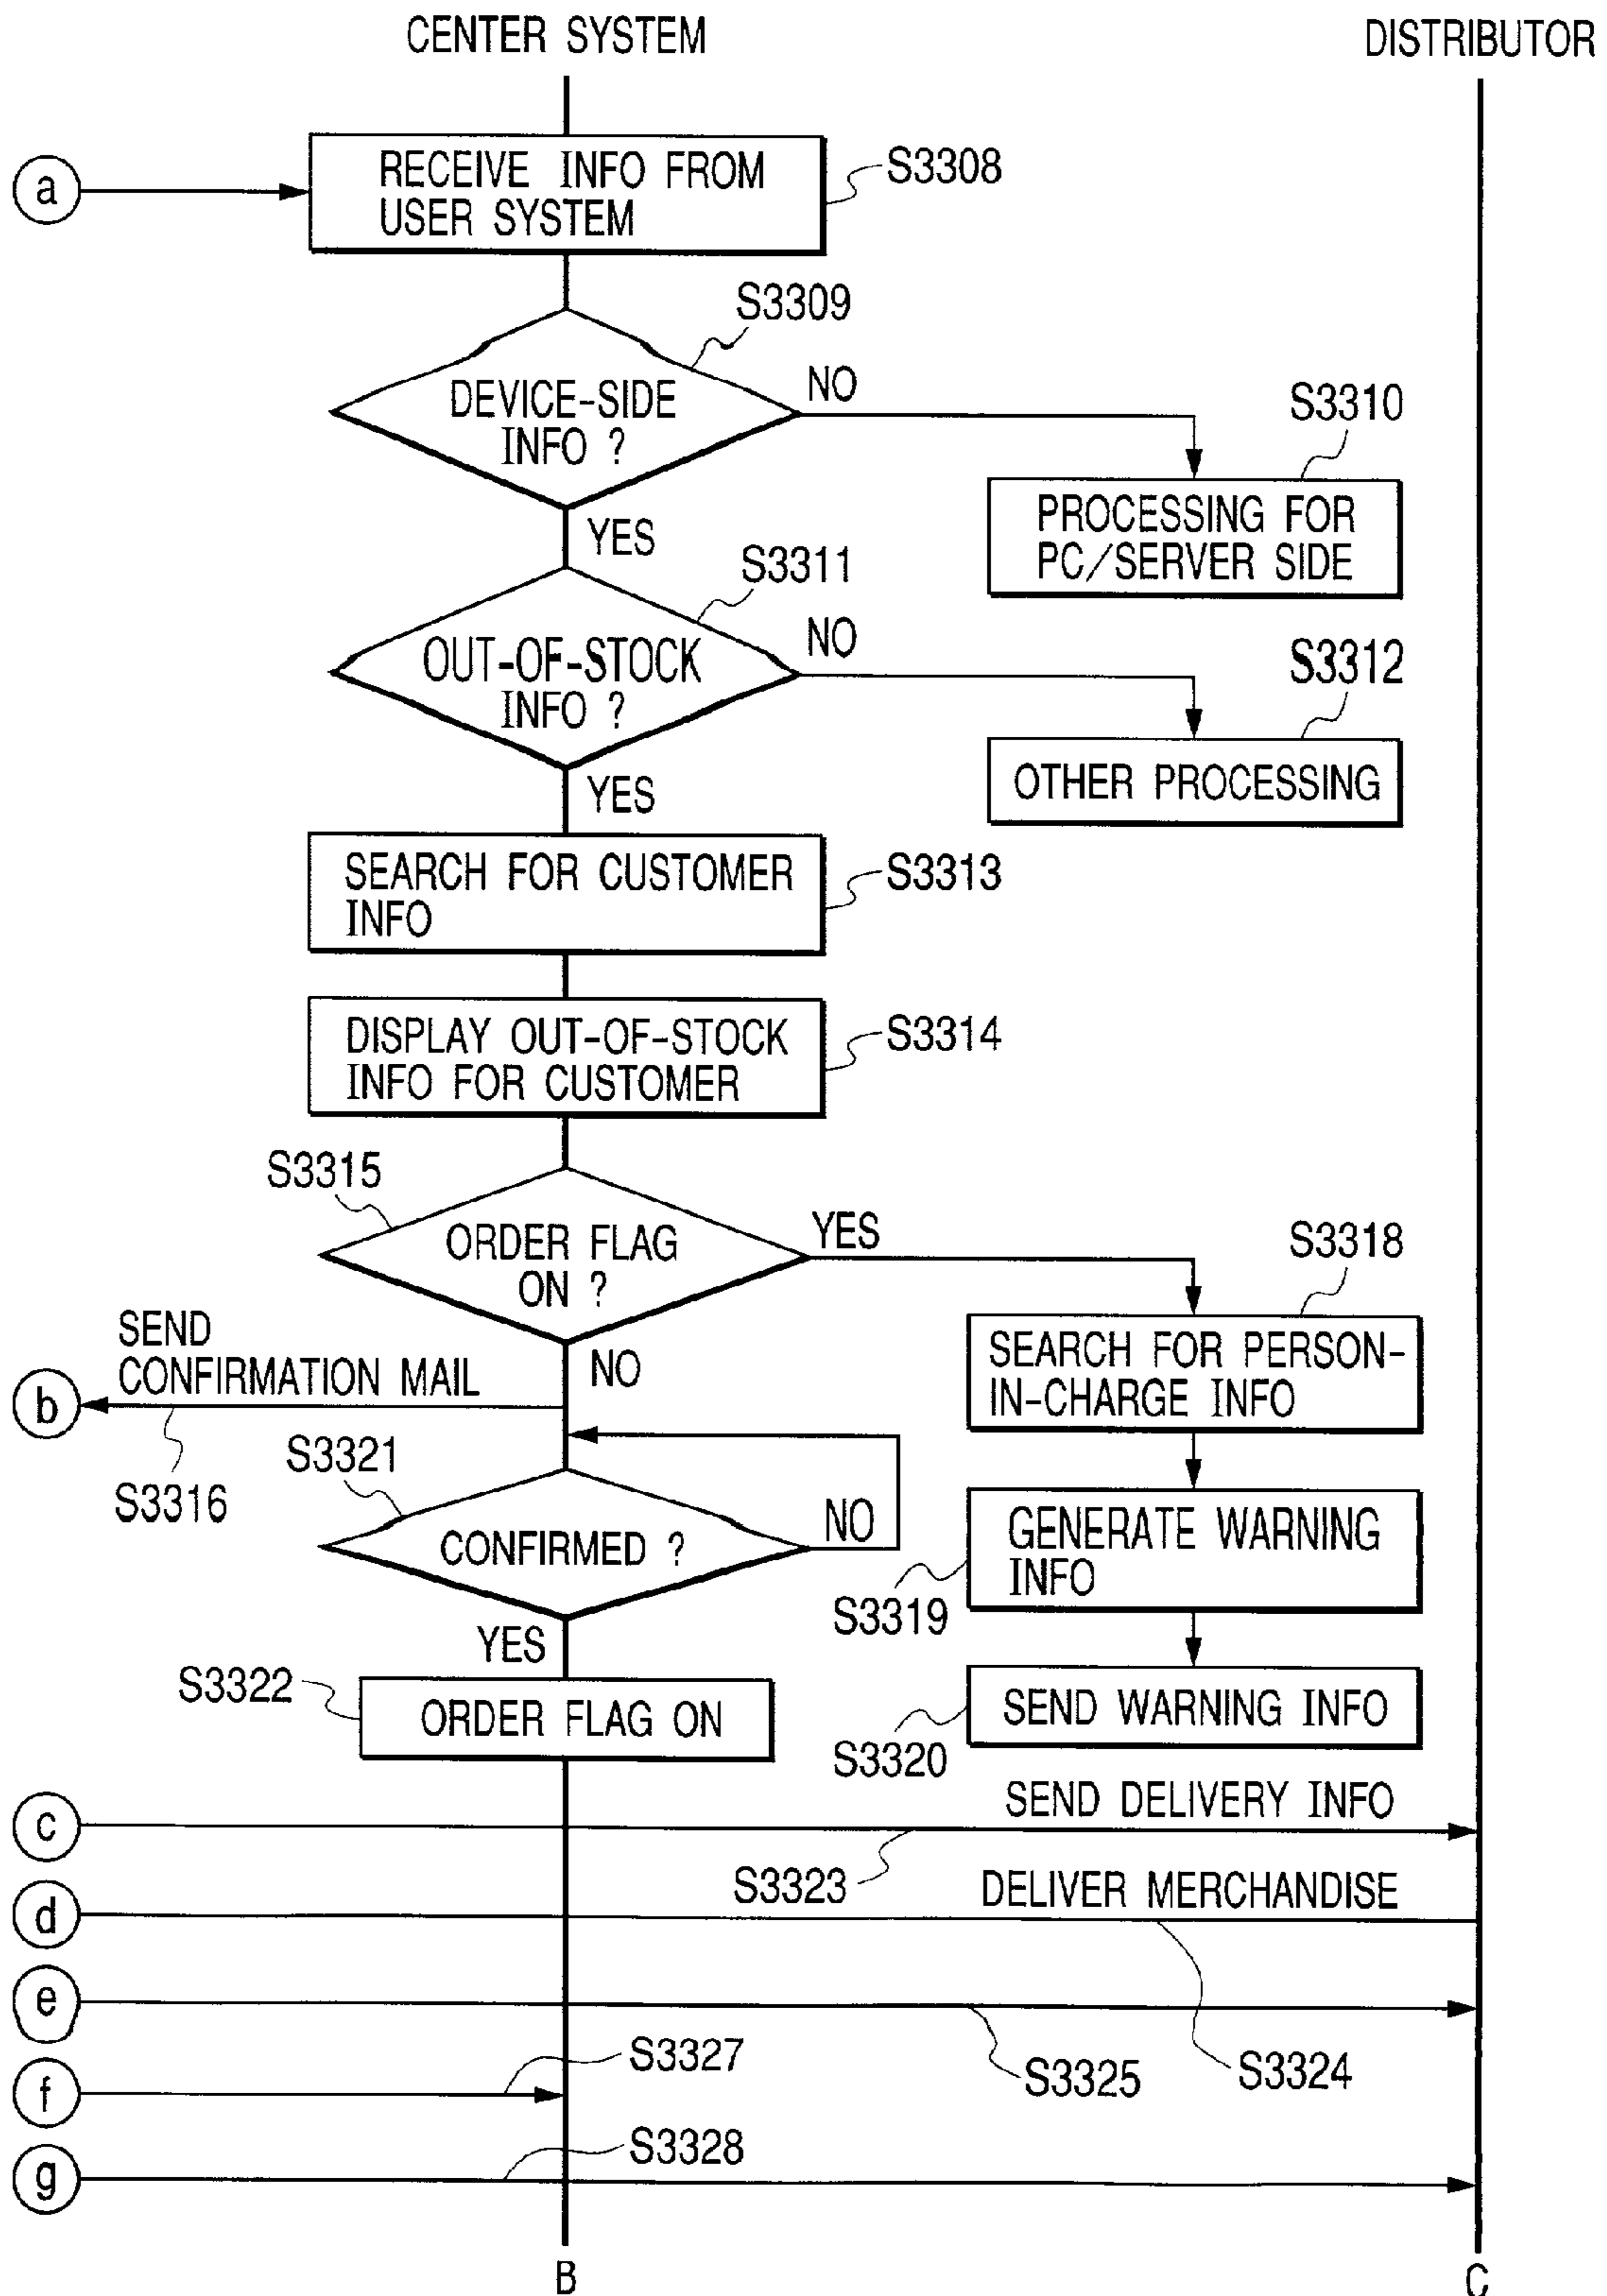 CENTER SYSTEM
DISTRIBUTOR
a
RECEIVE INFO FROM
USER SYSTEM
S3308
S3309
DEVICE-SIDE
INFO ?
NO
S3310
PROCESSING FOR
PC/SERVER SIDE
YES
S3311
OUT-OF-STOCK
INFO ?
NO
S3312
OTHER PROCESSING
YES
SEARCH FOR CUSTOMER
INFO
S3313
DISPLAY OUT-OF-STOCK
INFO FOR CUSTOMER
S3314
S3315
ORDER FLAG
ON ?
YES
S3318
SEARCH FOR PERSON-
IN-CHARGE INFO
NO
SEND
CONFIRMATION MAIL
b
S3316
S3321
CONFIRMED ?
NO
GENERATE WARNING
INFO
S3319
YES
S3322
ORDER FLAG ON
SEND WARNING INFO
S3320
c
SEND DELIVERY INFO
S3323
d
DELIVER MERCHANDISE
S3324
e
S3325
f
S3327
g
S3328
B
C